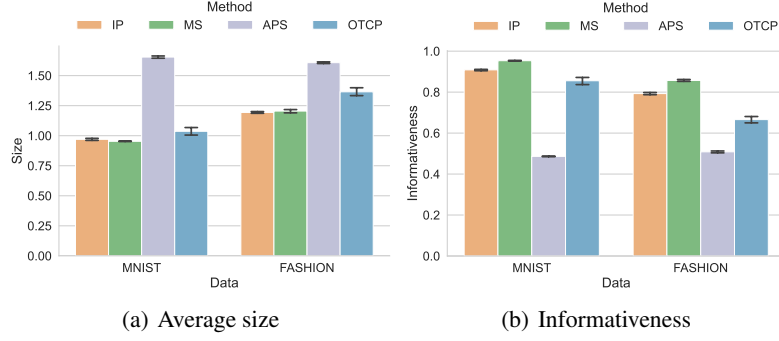 Method
IP MS APS OTCP
1.50
1.25
1.00
0.75
0.50
0.25
0.00
Size
MNIST FASHION
Data
(a) Average size
Method
IP MS APS OTCP
1.0
0.8
0.6
0.4
0.2
0.0
Informativeness
MNIST FASHION
Data
(b) Informativeness